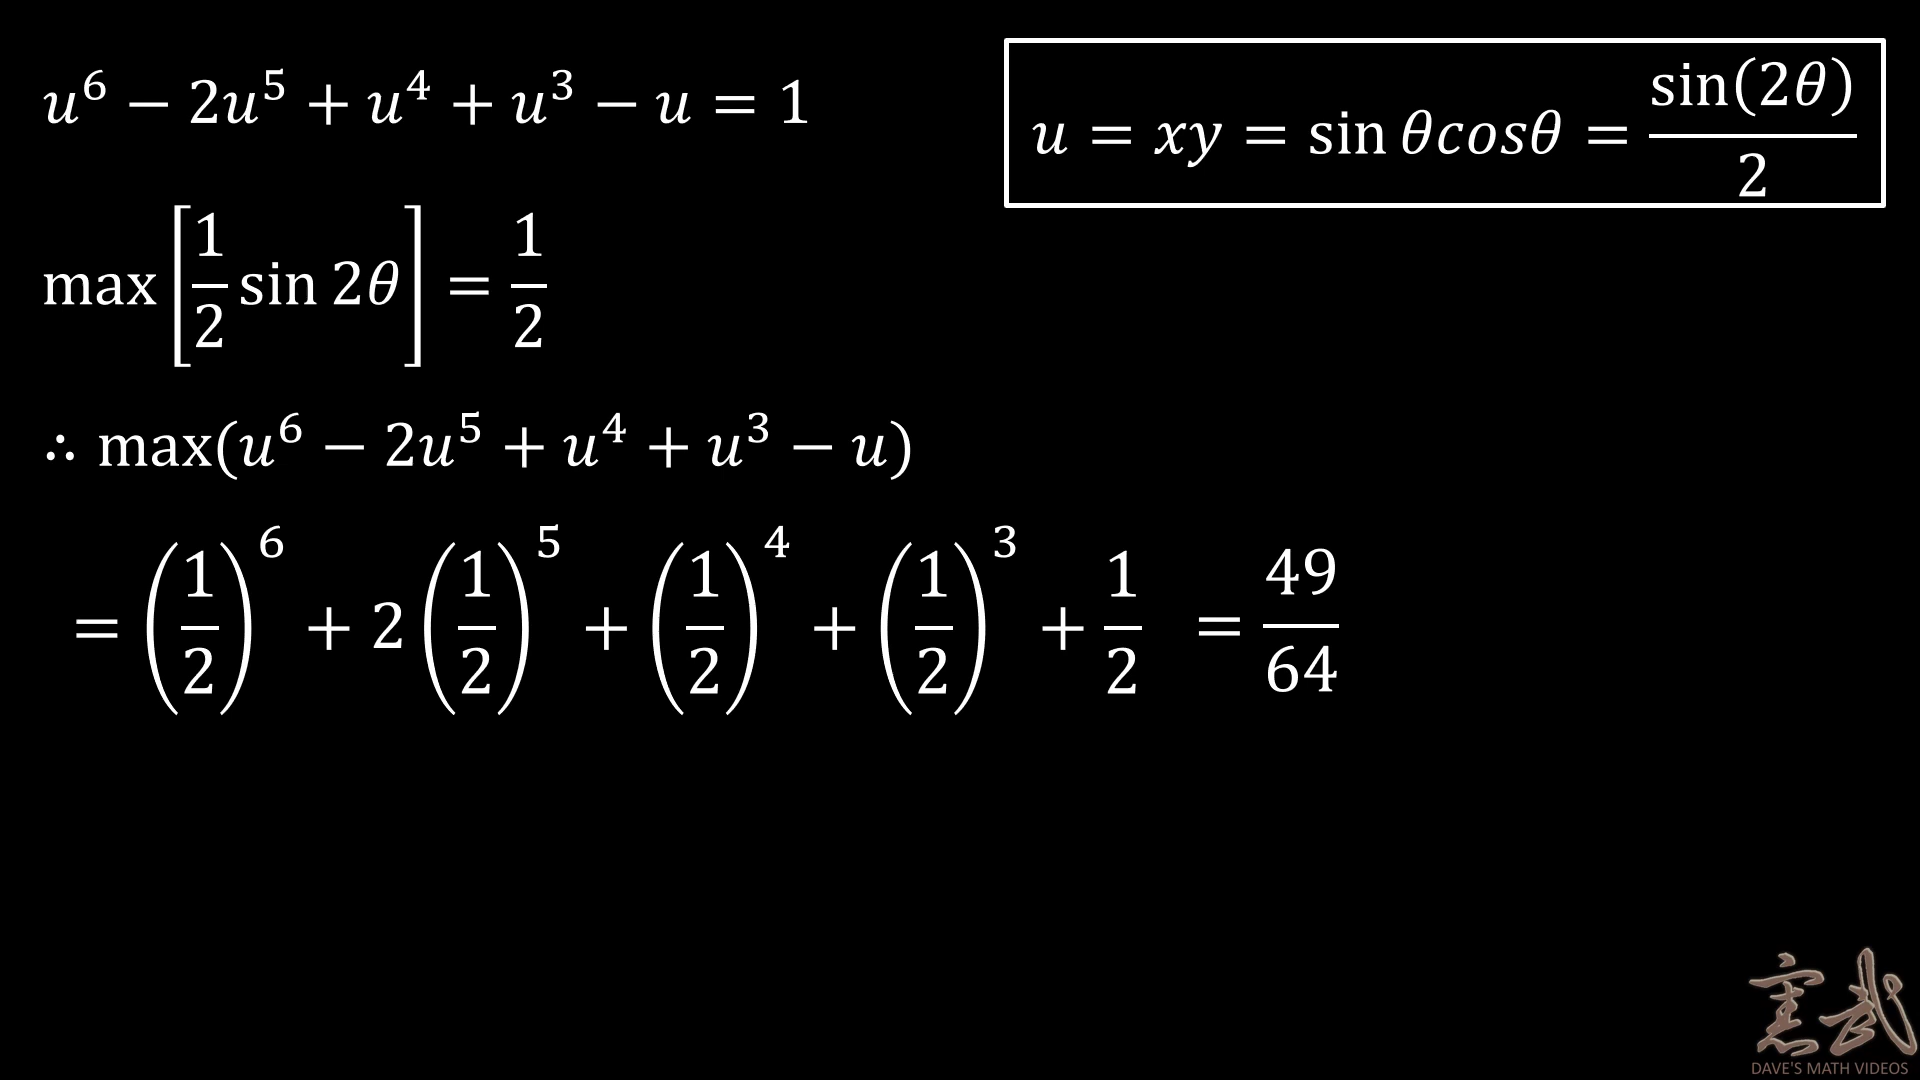 u⁶ − 2u⁵ + u⁴ + u³ − u = 1
u = xy = sin θcosθ = sin(2θ)/2
max[1/2 sin 2θ] = 1/2
∴ max(u⁶ − 2u⁵ + u⁴ + u³ − u)
= (1/2)⁶ + 2(1/2)⁵ + (1/2)⁴ + (1/2)³ + 1/2 = 49/64
憲武
DAVE'S MATH VIDEOS